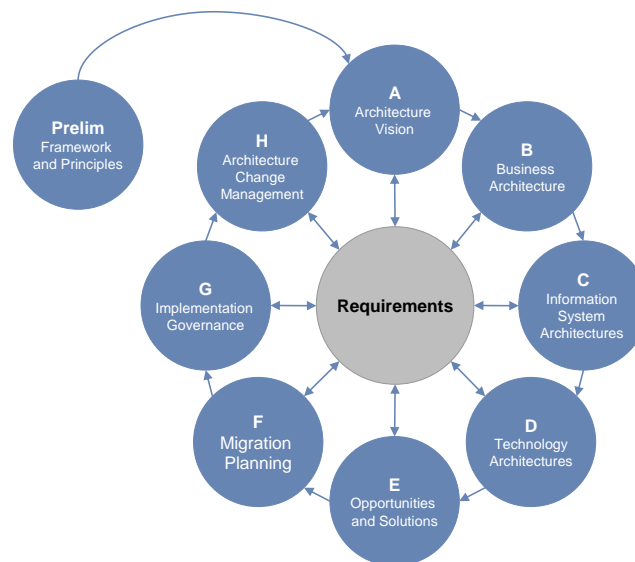 Prelim
Framework
and Principles
A
Architecture
Vision
B
Business
Architecture
C
Information
System
Architectures
D
Technology
Architectures
E
Opportunities
and Solutions
F
Migration
Planning
G
Implementation
Governance
H
Architecture
Change
Management
Requirements